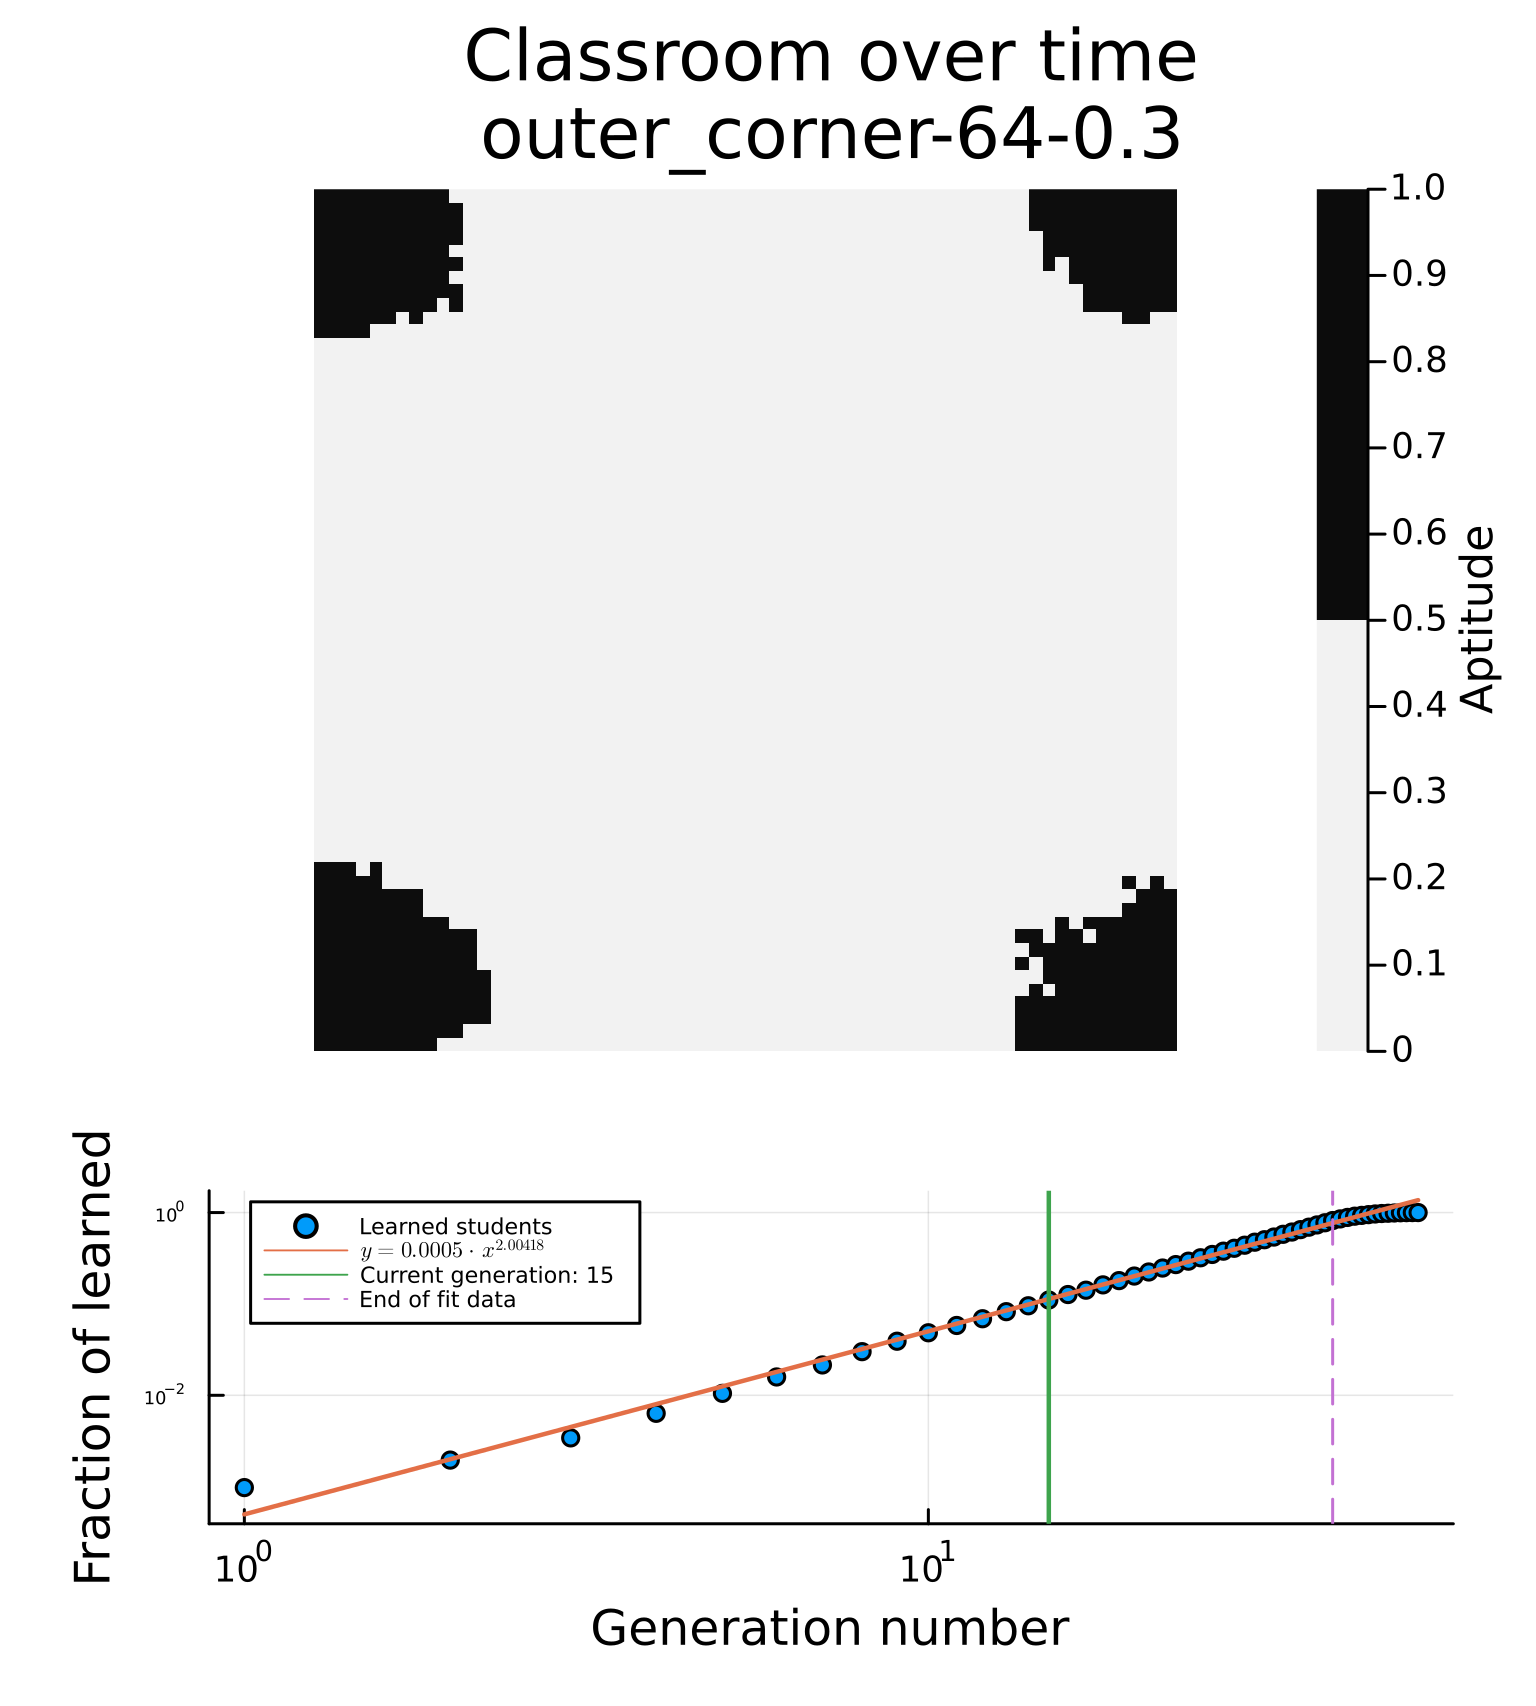 Classroom over time
outer_corner-64-0.3
1.0
0.9
0.8
0.7
0.6
0.5
0.4
0.3
0.2
0.1
0
Aptitude
Fraction of learned
10⁰
10⁻²
Learned students
y = 0.0005 · x^2.00418
Current generation: 15
End of fit data
10⁰
10¹
Generation number